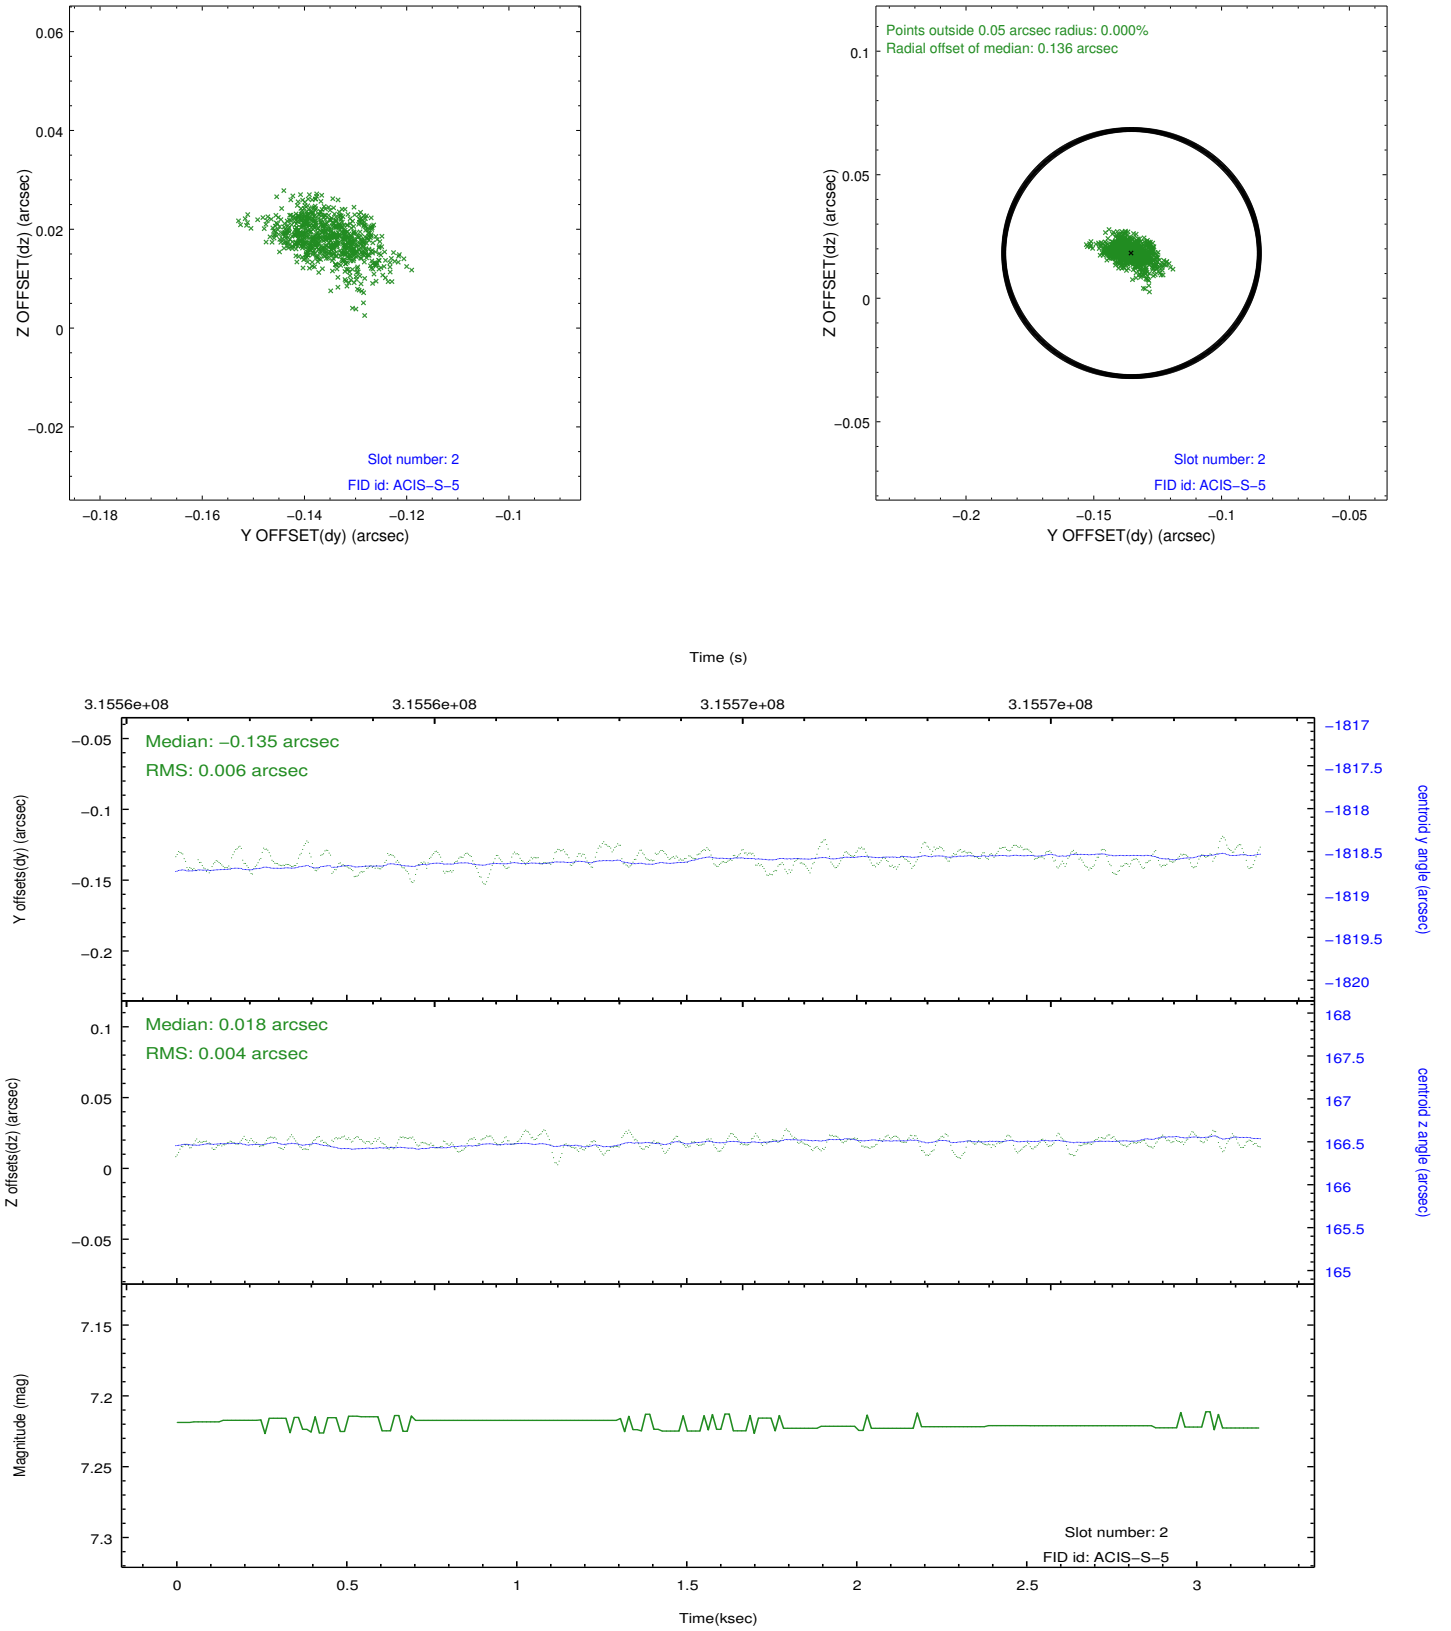 0.06
0.04
0.02
0
−0.02
Z OFFSET(dz) (arcsec)
Slot number: 2
FID id: ACIS−S−5
−0.18
−0.16
−0.14
−0.12
−0.1
Y OFFSET(dy) (arcsec)
Points outside 0.05 arcsec radius: 0.000%
Radial offset of median: 0.136 arcsec
0.1
0.05
0
−0.05
Z OFFSET(dz) (arcsec)
Slot number: 2
FID id: ACIS−S−5
−0.2
−0.15
−0.1
−0.05
Y OFFSET(dy) (arcsec)
Time (s)
3.1556e+08
3.1556e+08
3.1557e+08
3.1557e+08
Median: −0.135 arcsec
RMS: 0.006 arcsec
−0.05
−0.1
−0.15
−0.2
Y offsets(dy) (arcsec)
−1817
−1817.5
−1818
−1818.5
−1819
−1819.5
−1820
centroid y angle (arcsec)
Median: 0.018 arcsec
RMS: 0.004 arcsec
0.1
0.05
0
−0.05
Z offsets(dz) (arcsec)
168
167.5
167
166.5
166
165.5
165
centroid z angle (arcsec)
7.15
7.2
7.25
7.3
Magnitude (mag)
Slot number: 2
FID id: ACIS−S−5
0
0.5
1
1.5
2
2.5
3
Time(ksec)